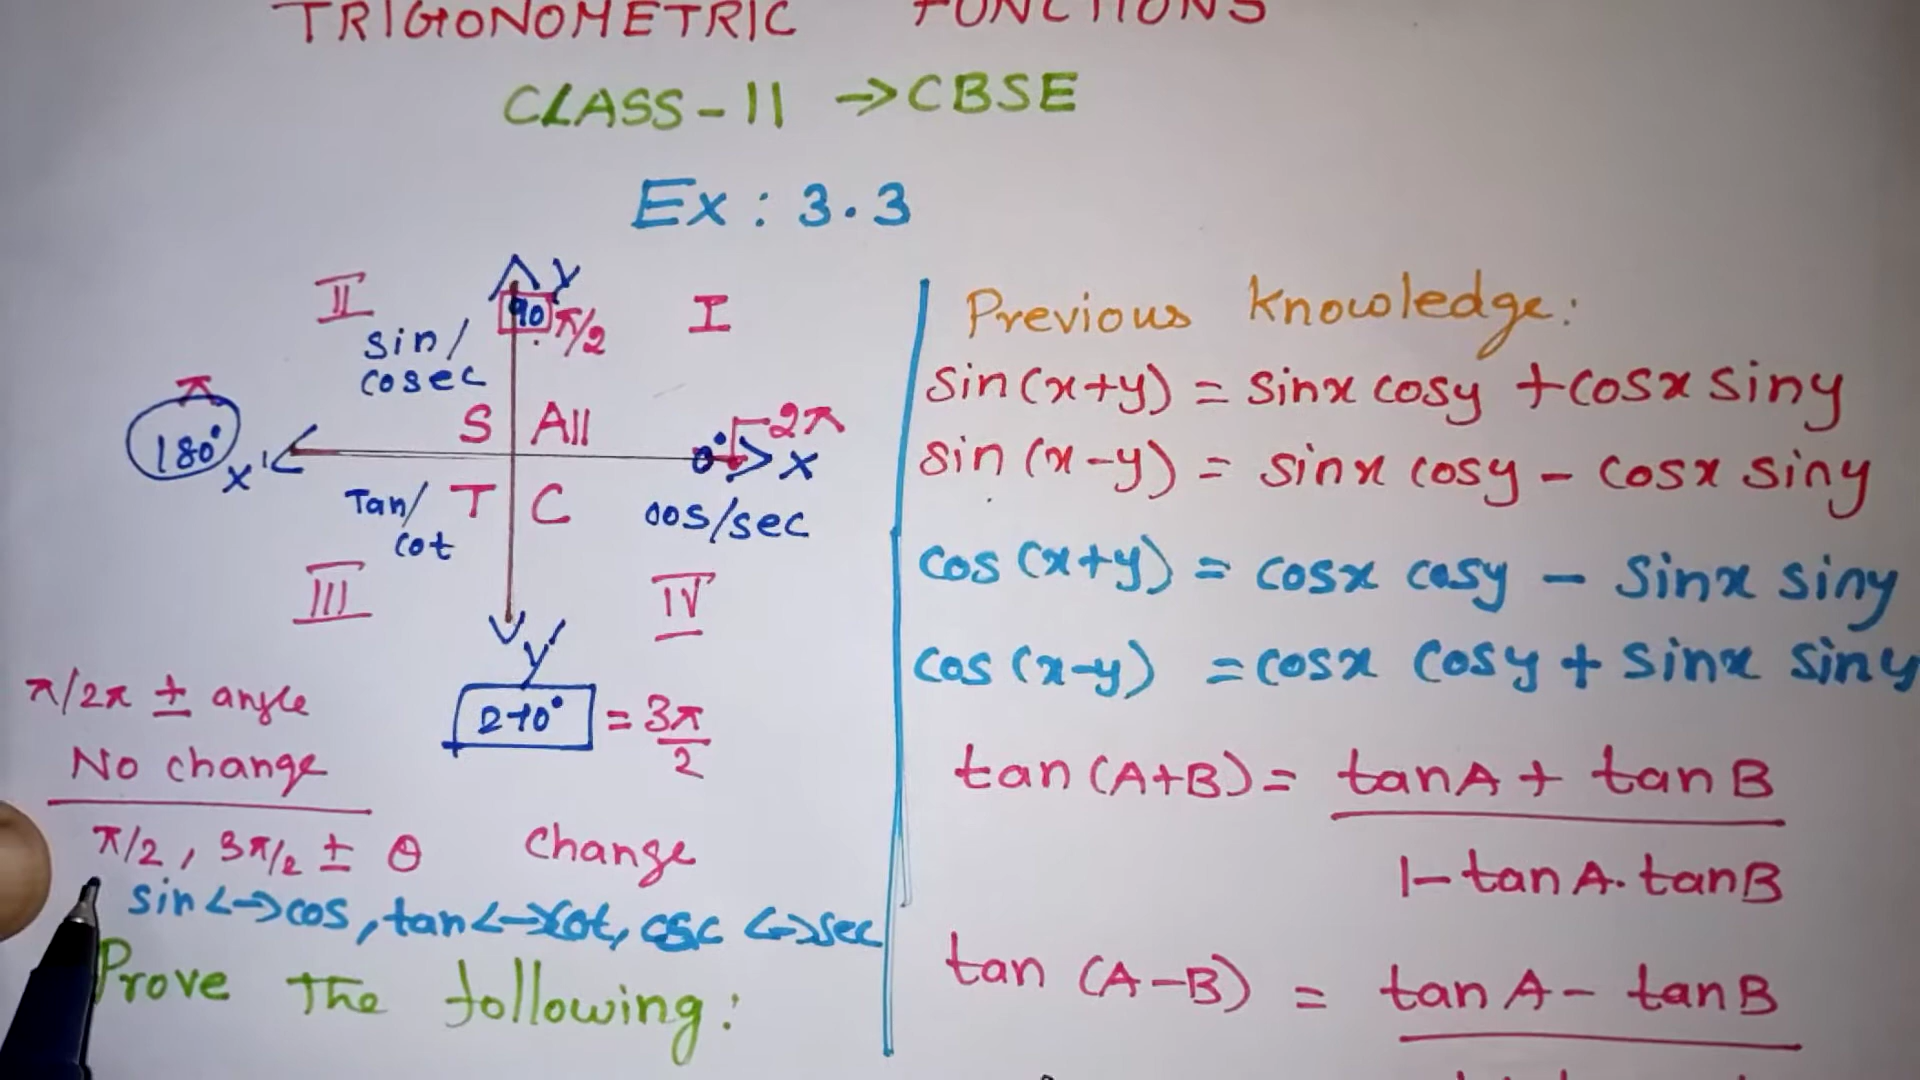 TRIGONOMETRIC FUNCTIONS
CLASS-11 → CBSE
Ex : 3.3
II
Y
90° π/2
I
sin/
cosec
π
180°
X'
S
All
0°
2π
X
Tan/
cot
T
C
cos/sec
III
IV
Y'
270° = 3π/2
π/2π ± angle
No change
π/2, 3π/2 ± θ change
sin<->cos, tan<->cot, csc <->sec
Prove The following:
Previous knowledge:
sin(x+y) = sinx cosy + cosx siny
sin (x-y) = sinx cosy - cosx siny
cos (x+y) = cosx cosy - sinx siny
cos (x-y) = cosx cosy + sinx siny
tan (A+B) = tanA + tanB
1- tanA. tanB
tan (A-B) = tanA - tanB